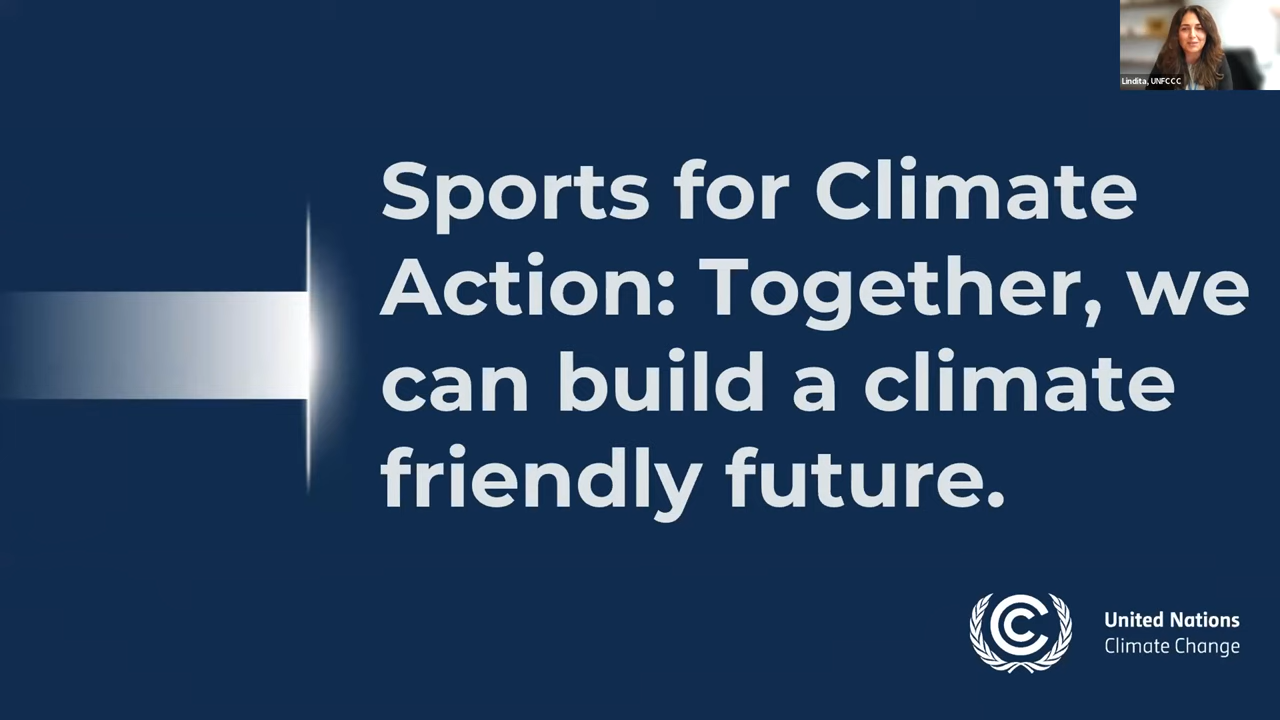 Lindita, UNFCCC
Sports for Climate
Action: Together, we
can build a climate
friendly future.
United Nations
Climate Change